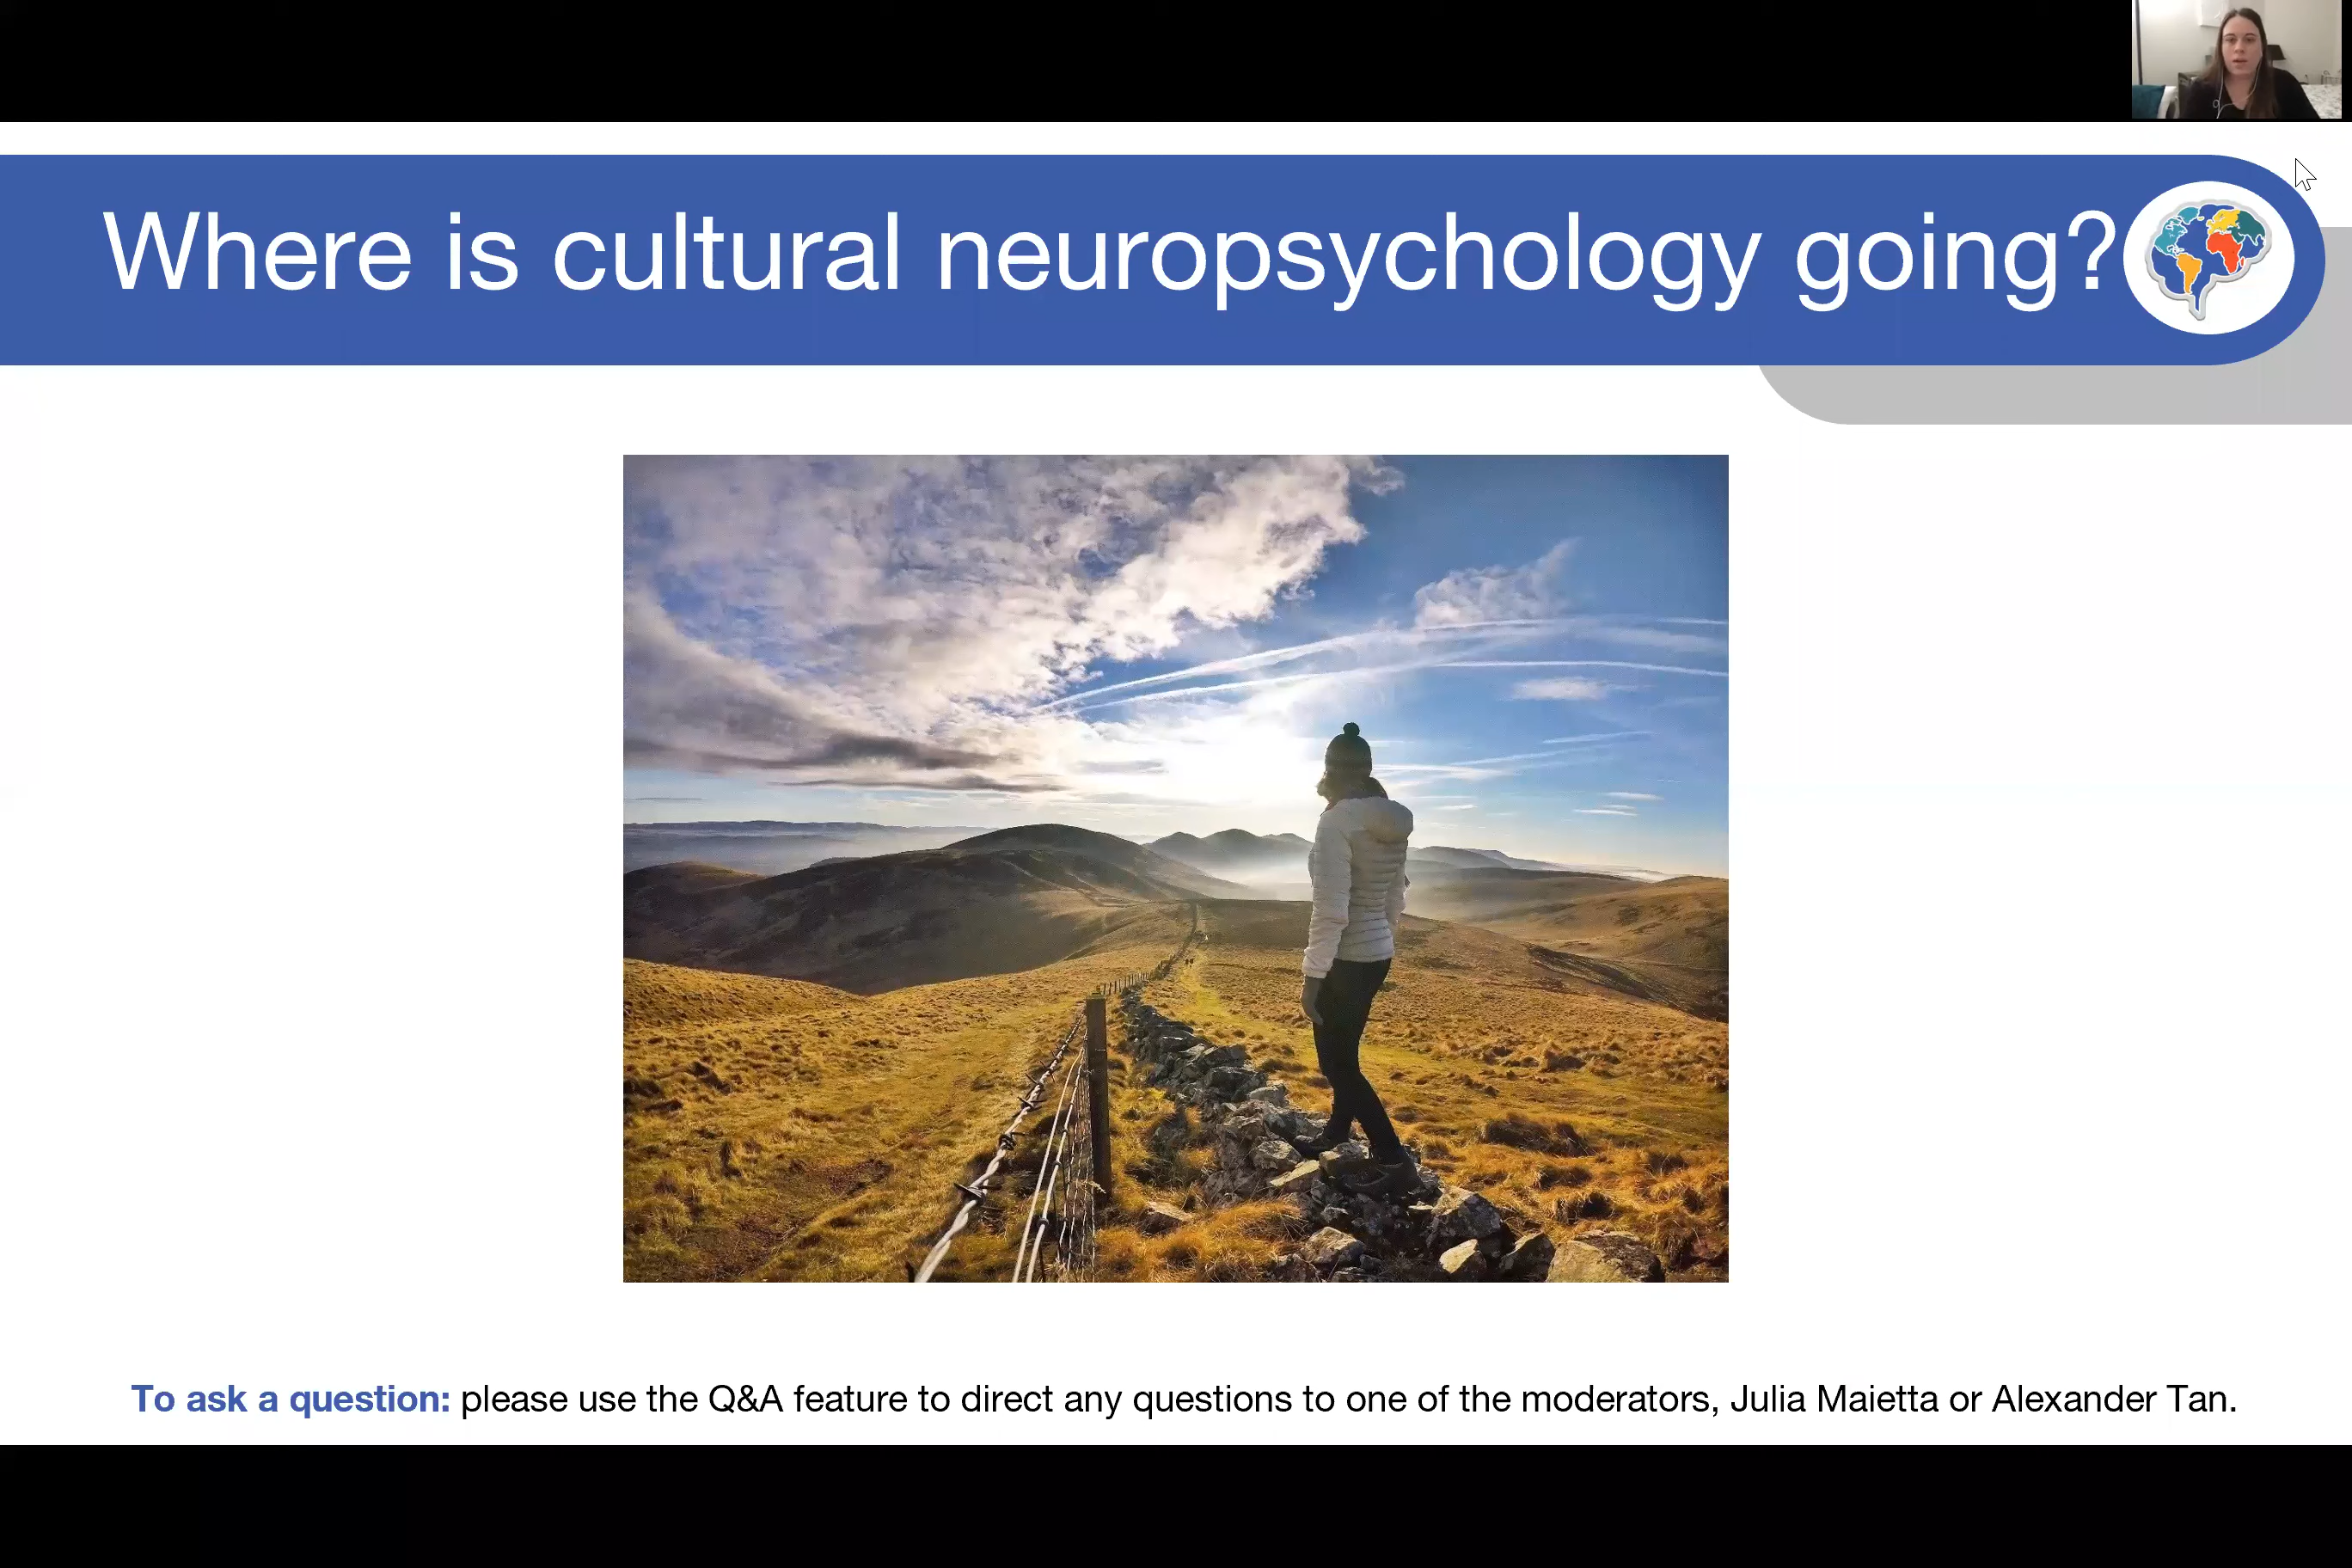 Where is cultural neuropsychology going?
To ask a question: please use the Q&A feature to direct any questions to one of the moderators, Julia Maietta or Alexander Tan.